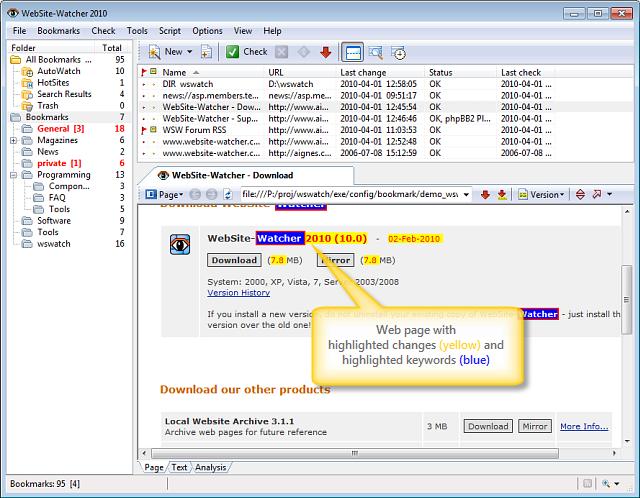 WebSite-Watcher 2010
File Bookmarks Check Tools Script Options View Help
Folder Total
All Bookmarks ... 95
AutoWatch 10
HotSites 1
Search Results 4
Trash 0
Bookmarks 7
General [3] 18
Magazines 6
News 2
private [1] 6
Programming 13
Compon... 3
FAQ 3
Tools 5
Software 9
Tools 7
wswatch 16
New Check
Name URL Last change Status Last check
DIR wswatch D:\wswatch 2010-04-01 12:58:05 OK 2010-04-01 ...
news://asp.members.te... news://asp.mem... 2010-04-01 09:51:17 OK 2010-04-01 ...
WebSite-Watcher - Dow... http://www.ai... 2010-04-01 12:45:54 OK 2010-04-01 ...
WebSite-Watcher - Sup... http://www.ai... 2010-04-01 12:46:46 OK, phpBB2 Pl... 2010-04-01 ...
WSW Forum RSS http://www.ai... 2010-04-01 11:03:53 OK 2010-04-01 ...
www.website-watcher.c... http://www.w... 2010-04-01 12:52:48 OK 2010-04-01 ...
www.website-watcher.c... http://aignes.c... 2006-07-08 15:12:59 OK 2006-07-08 ...
WebSite-Watcher - Download
Page file:///P:/proj/wswatch/exe/config/bookmark/demo_wsw Version
Download WebSite-Watcher
WebSite-Watcher 2010 (10.0) - 02-Feb-2010
Download (7.8 MB) Mirror (7.8 MB)
System: 2000, XP, Vista, 7, Server 2003/2008
Version History
If you install a new version, do not uninstall your existing copy of WebSite-Watcher - just install th
version over the old one!
Web page with
highlighted changes (yellow) and
highlighted keywords (blue)
Download our other products
Local Website Archive 3.1.1 3 MB Download Mirror More Info...
Archive web pages for future reference
Page Text Analysis
Bookmarks: 95 [4]